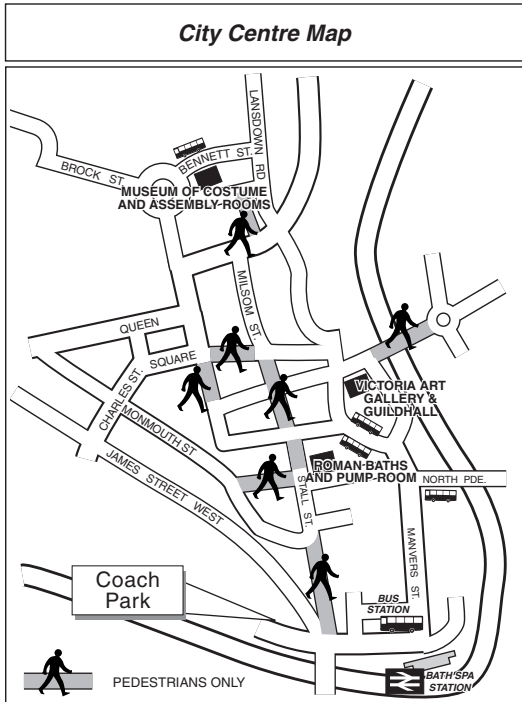 City Centre Map
LANSDOWN RD
BENNETT ST.
BROCK ST.
MUSEUM OF COSTUME
AND ASSEMBLY ROOMS
MILSOM ST.
QUEEN
SQUARE
CHARLES ST.
VICTORIA ART
GALLERY &
GUILDHALL
MONMOUTH ST
JAMES STREET WEST
ROMAN BATHS
AND PUMP ROOM
NORTH PDE.
STALL ST.
MANVERS ST.
Coach
Park
BUS
STATION
PEDESTRIANS ONLY
BATH SPA
STATION